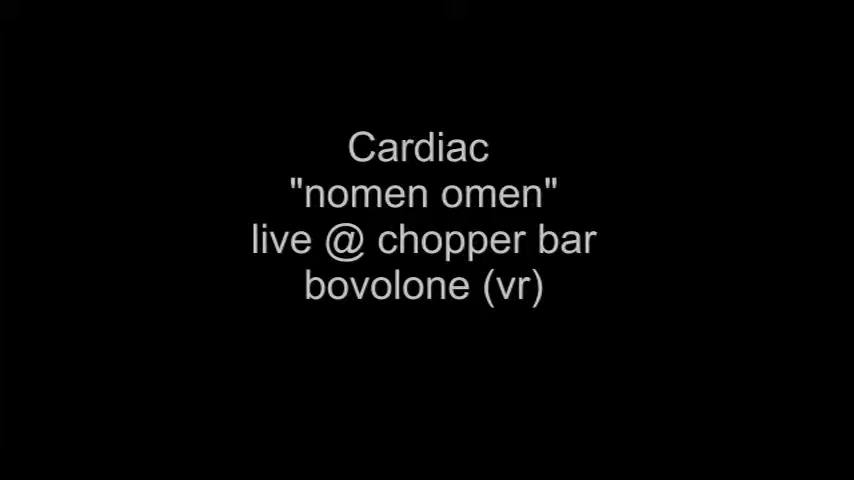 Cardiac
"nomen omen"
live @ chopper bar
bovolone (vr)